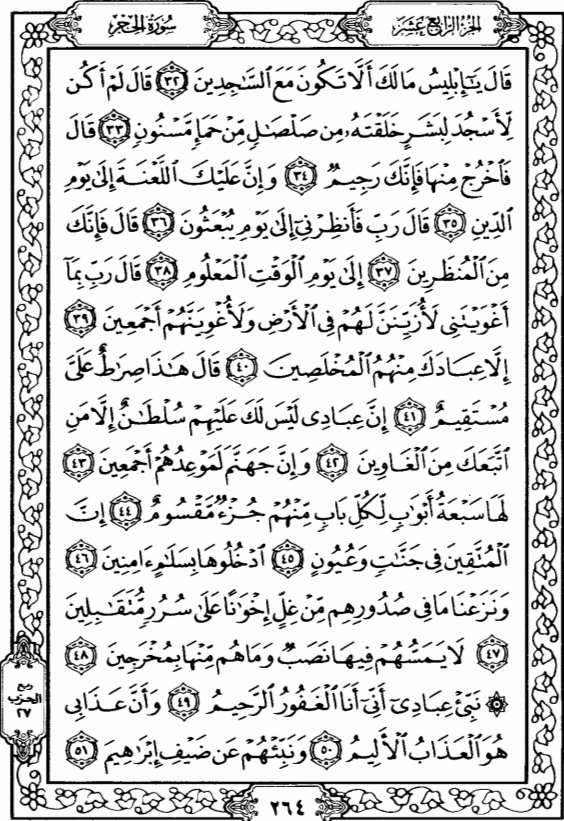 الجزء الرابع عشر
سورة الحجر
قَالَ يَٰٓإِبۡلِيسُ مَالَكَ أَلَّا تَكُونَ مَعَ ٱلسَّٰجِدِينَ ٣٢ قَالَ لَمۡ أَكُن
لِّأَسۡجُدَ لِبَشَرٍ خَلَقۡتَهُۥ مِن صَلۡصَٰلٍ مِّنۡ حَمَإٍ مَّسۡنُونٍ ٣٣ قَالَ
فَٱخۡرُجۡ مِنۡهَا فَإِنَّكَ رَجِيمٌ ٣٤ وَإِنَّ عَلَيۡكَ ٱللَّعۡنَةَ إِلَىٰ يَوۡمِ
ٱلدِّينِ ٣٥ قَالَ رَبِّ فَأَنظِرۡنِيٓ إِلَىٰ يَوۡمِ يُبۡعَثُونَ ٣٦ قَالَ فَإِنَّكَ
مِنَ ٱلۡمُنظَرِينَ ٣٧ إِلَىٰ يَوۡمِ ٱلۡوَقۡتِ ٱلۡمَعۡلُومِ ٣٨ قَالَ رَبِّ بِمَآ
أَغۡوَيۡتَنِي لَأُزَيِّنَنَّ لَهُمۡ فِي ٱلۡأَرۡضِ وَلَأُغۡوِيَنَّهُمۡ أَجۡمَعِينَ ٣٩
إِلَّا عِبَادَكَ مِنۡهُمُ ٱلۡمُخۡلَصِينَ ٤٠ قَالَ هَٰذَا صِرَٰطٌ عَلَيَّ
مُسۡتَقِيمٌ ٤١ إِنَّ عِبَادِي لَيۡسَ لَكَ عَلَيۡهِمۡ سُلۡطَٰنٌ إِلَّا مَنِ
ٱتَّبَعَكَ مِنَ ٱلۡغَاوِينَ ٤٢ وَإِنَّ جَهَنَّمَ لَمَوۡعِدُهُمۡ أَجۡمَعِينَ ٤٣
لَهَا سَبۡعَةُ أَبۡوَٰبٍ لِّكُلِّ بَابٍ مِّنۡهُمۡ جُزۡءٌ مَّقۡسُومٌ ٤٤ إِنَّ
ٱلۡمُتَّقِينَ فِي جَنَّٰتٍ وَعُيُونٍ ٤٥ ٱدۡخُلُوهَا بِسَلَٰمٍ ءَامِنِينَ ٤٦
وَنَزَعۡنَا مَا فِي صُدُورِهِم مِّنۡ غِلٍّ إِخۡوَٰنًا عَلَىٰ سُرُرٍ مُّتَقَٰبِلِينَ
٤٧ لَا يَمَسُّهُمۡ فِيهَا نَصَبٌ وَمَا هُم مِّنۡهَا بِمُخۡرَجِينَ ٤٨
۞ نَبِّئۡ عِبَادِيٓ أَنِّيٓ أَنَا ٱلۡغَفُورُ ٱلرَّحِيمُ ٤٩ وَأَنَّ عَذَابِي
هُوَ ٱلۡعَذَابُ ٱلۡأَلِيمُ ٥٠ وَنَبِّئۡهُمۡ عَن ضَيۡفِ إِبۡرَٰهِيمَ ٥١
ربع
الحزب
٢٧
٢٦٤